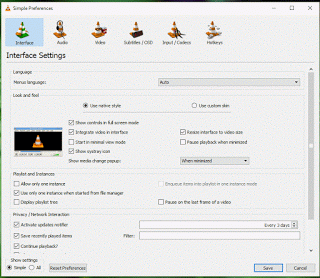 Simple Preferences
Interface Audio Video Subtitles / OSD Input / Codecs Hotkeys
Interface Settings
Language
Menus language: Auto
Look and feel
Use native style Use custom skin
Show controls in full screen mode
Integrate video in interface Resize interface to video size
Start in minimal view mode Pause playback when minimized
Show systray icon
Show media change popup: When minimized
Playlist and Instances
Allow only one instance Enqueue items into playlist in one instance mode
Use only one instance when started from file manager
Display playlist tree Pause on the last frame of a video
Privacy / Network Interaction
Activate updates notifier Every 3 days
Save recently played items Filter:
Continue playback?
Show settings
Simple All Reset Preferences Save Cancel